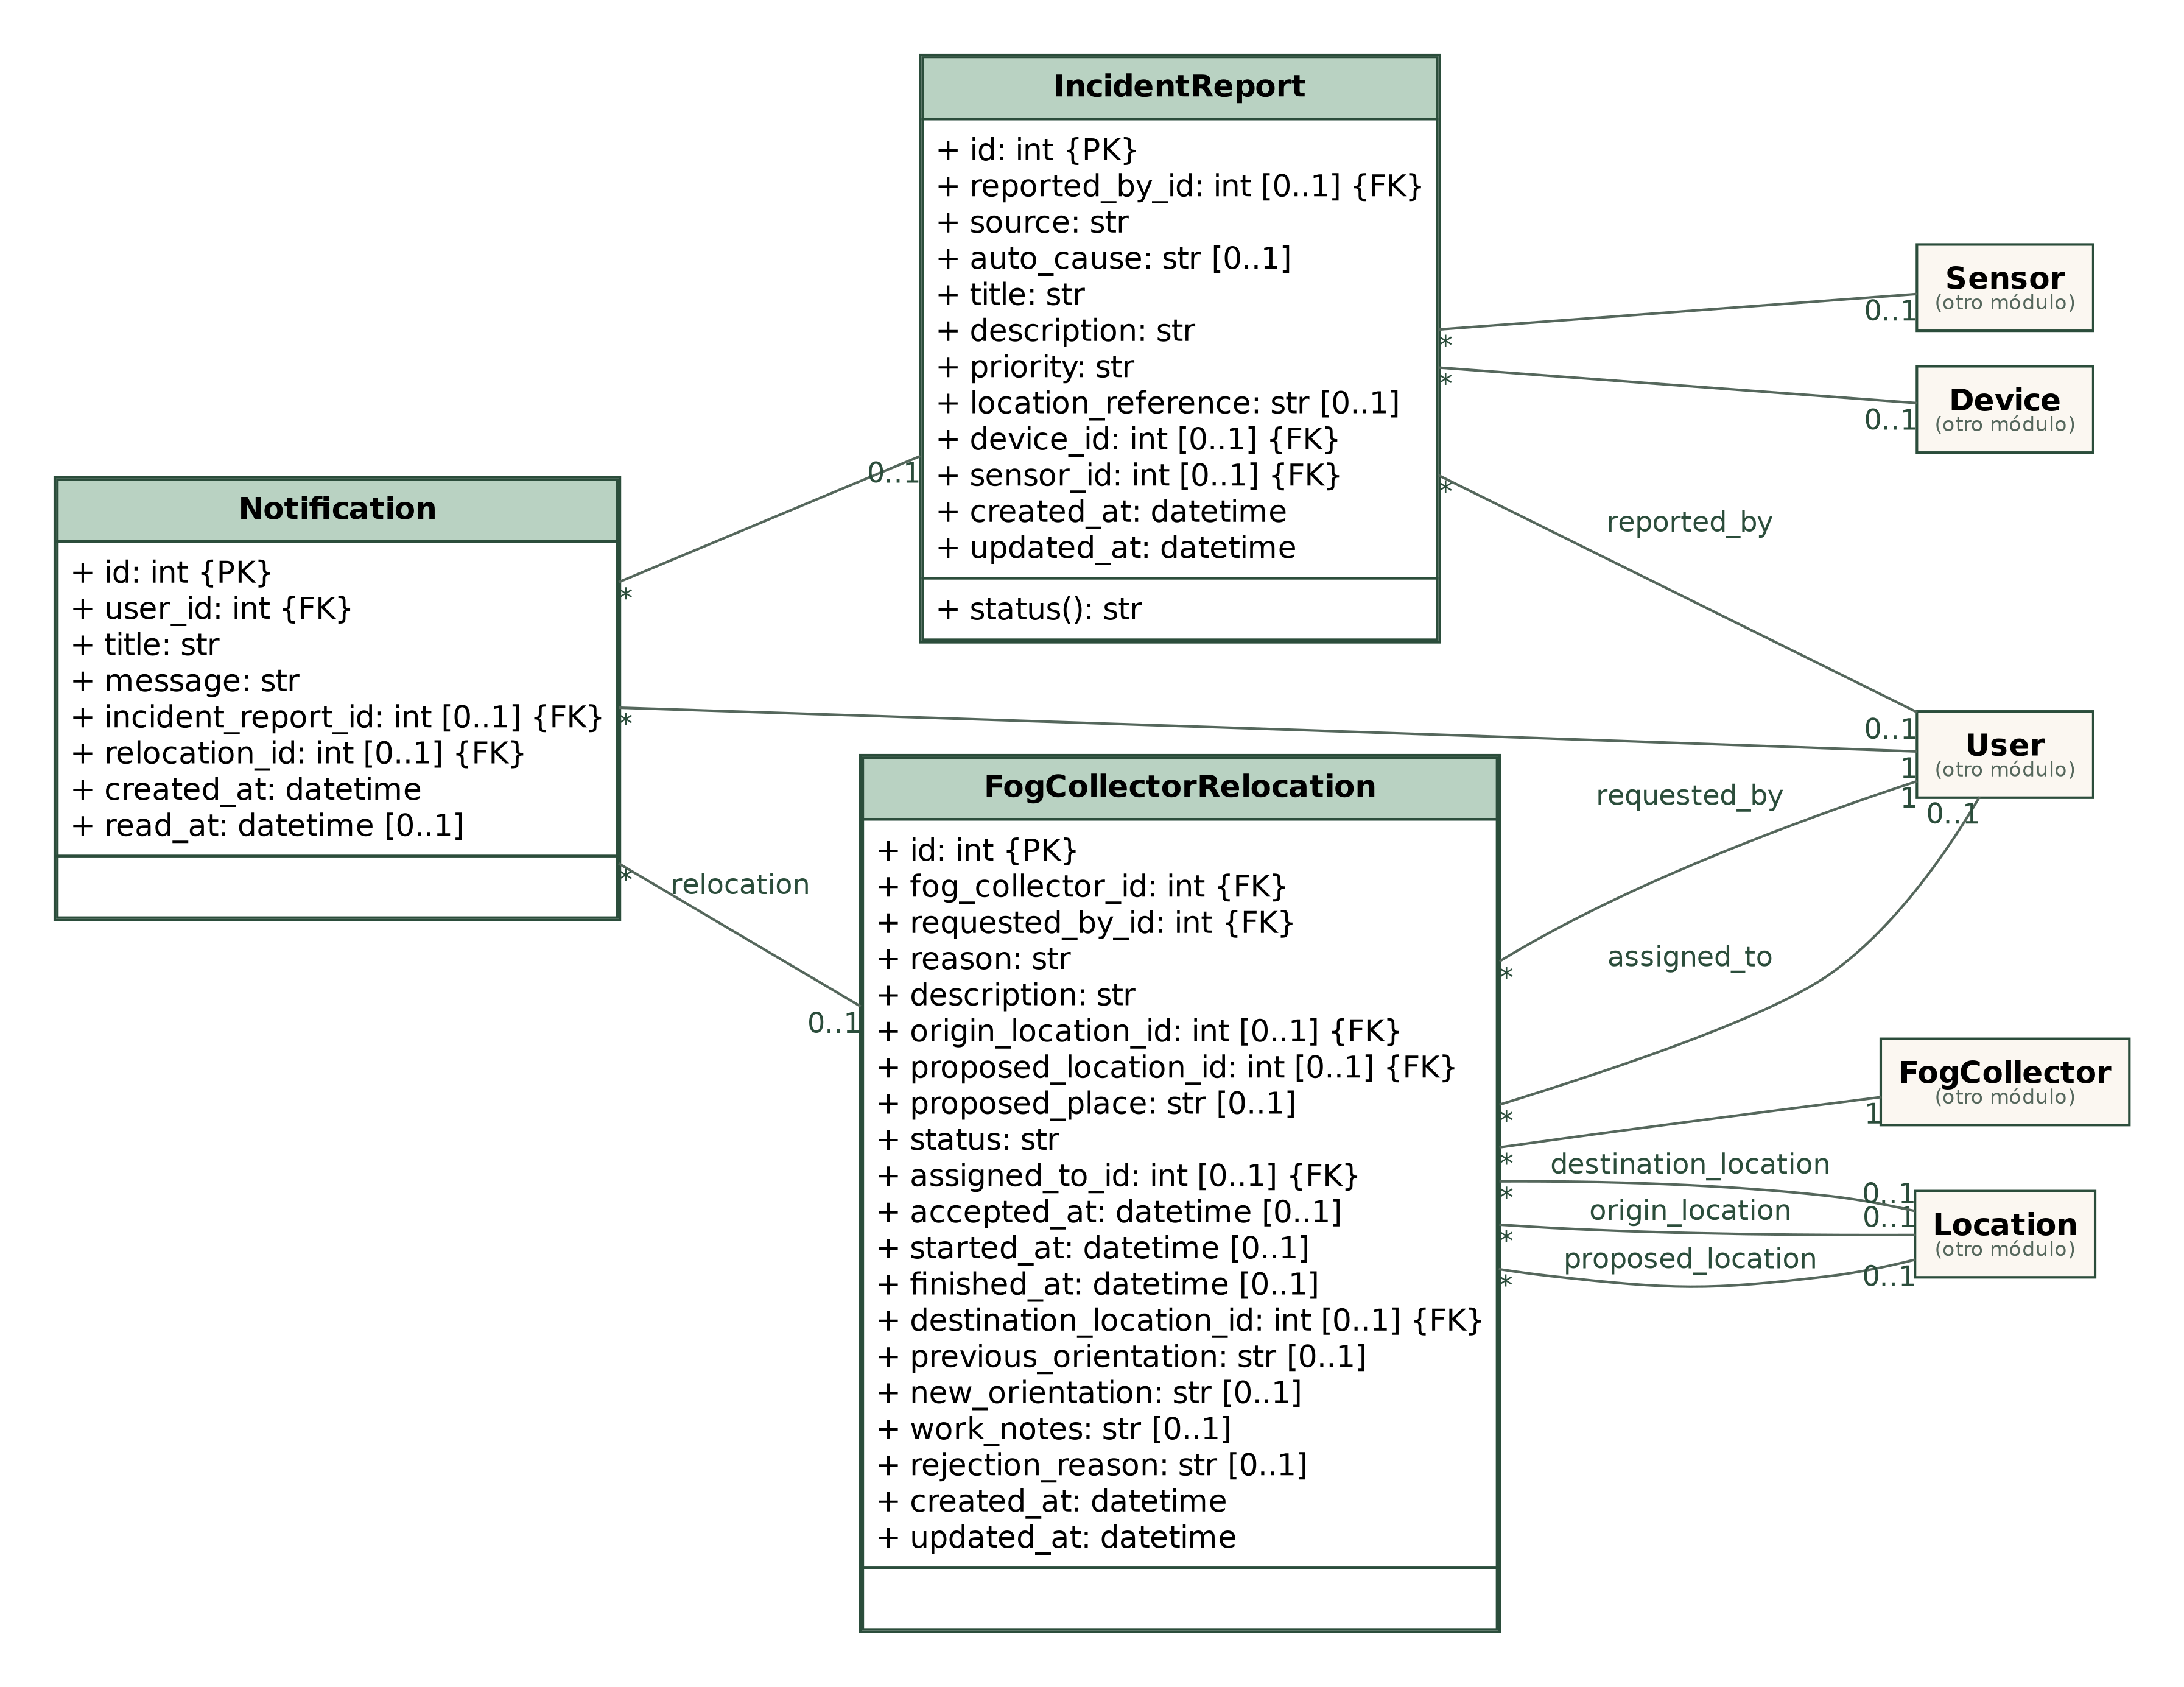 IncidentReport
+ id: int {PK}
+ reported_by_id: int [0..1] {FK}
+ source: str
+ auto_cause: str [0..1]
+ title: str
+ description: str
+ priority: str
+ location_reference: str [0..1]
+ device_id: int [0..1] {FK}
+ sensor_id: int [0..1] {FK}
+ created_at: datetime
+ updated_at: datetime
+ status(): str
Notification
+ id: int {PK}
+ user_id: int {FK}
+ title: str
+ message: str
+ incident_report_id: int [0..1] {FK}
+ relocation_id: int [0..1] {FK}
+ created_at: datetime
+ read_at: datetime [0..1]
FogCollectorRelocation
+ id: int {PK}
+ fog_collector_id: int {FK}
+ requested_by_id: int {FK}
+ reason: str
+ description: str
+ origin_location_id: int [0..1] {FK}
+ proposed_location_id: int [0..1] {FK}
+ proposed_place: str [0..1]
+ status: str
+ assigned_to_id: int [0..1] {FK}
+ accepted_at: datetime [0..1]
+ started_at: datetime [0..1]
+ finished_at: datetime [0..1]
+ destination_location_id: int [0..1] {FK}
+ previous_orientation: str [0..1]
+ new_orientation: str [0..1]
+ work_notes: str [0..1]
+ rejection_reason: str [0..1]
+ created_at: datetime
+ updated_at: datetime
Sensor
(otro módulo)
Device
(otro módulo)
User
(otro módulo)
FogCollector
(otro módulo)
Location
(otro módulo)
*
0..1
*
0..1
*
0..1
*
reported_by
0..1
*
1
*
relocation
0..1
requested_by
1
*
assigned_to
0..1
*
*
1
destination_location
*
0..1
origin_location
*
0..1
proposed_location
*
0..1